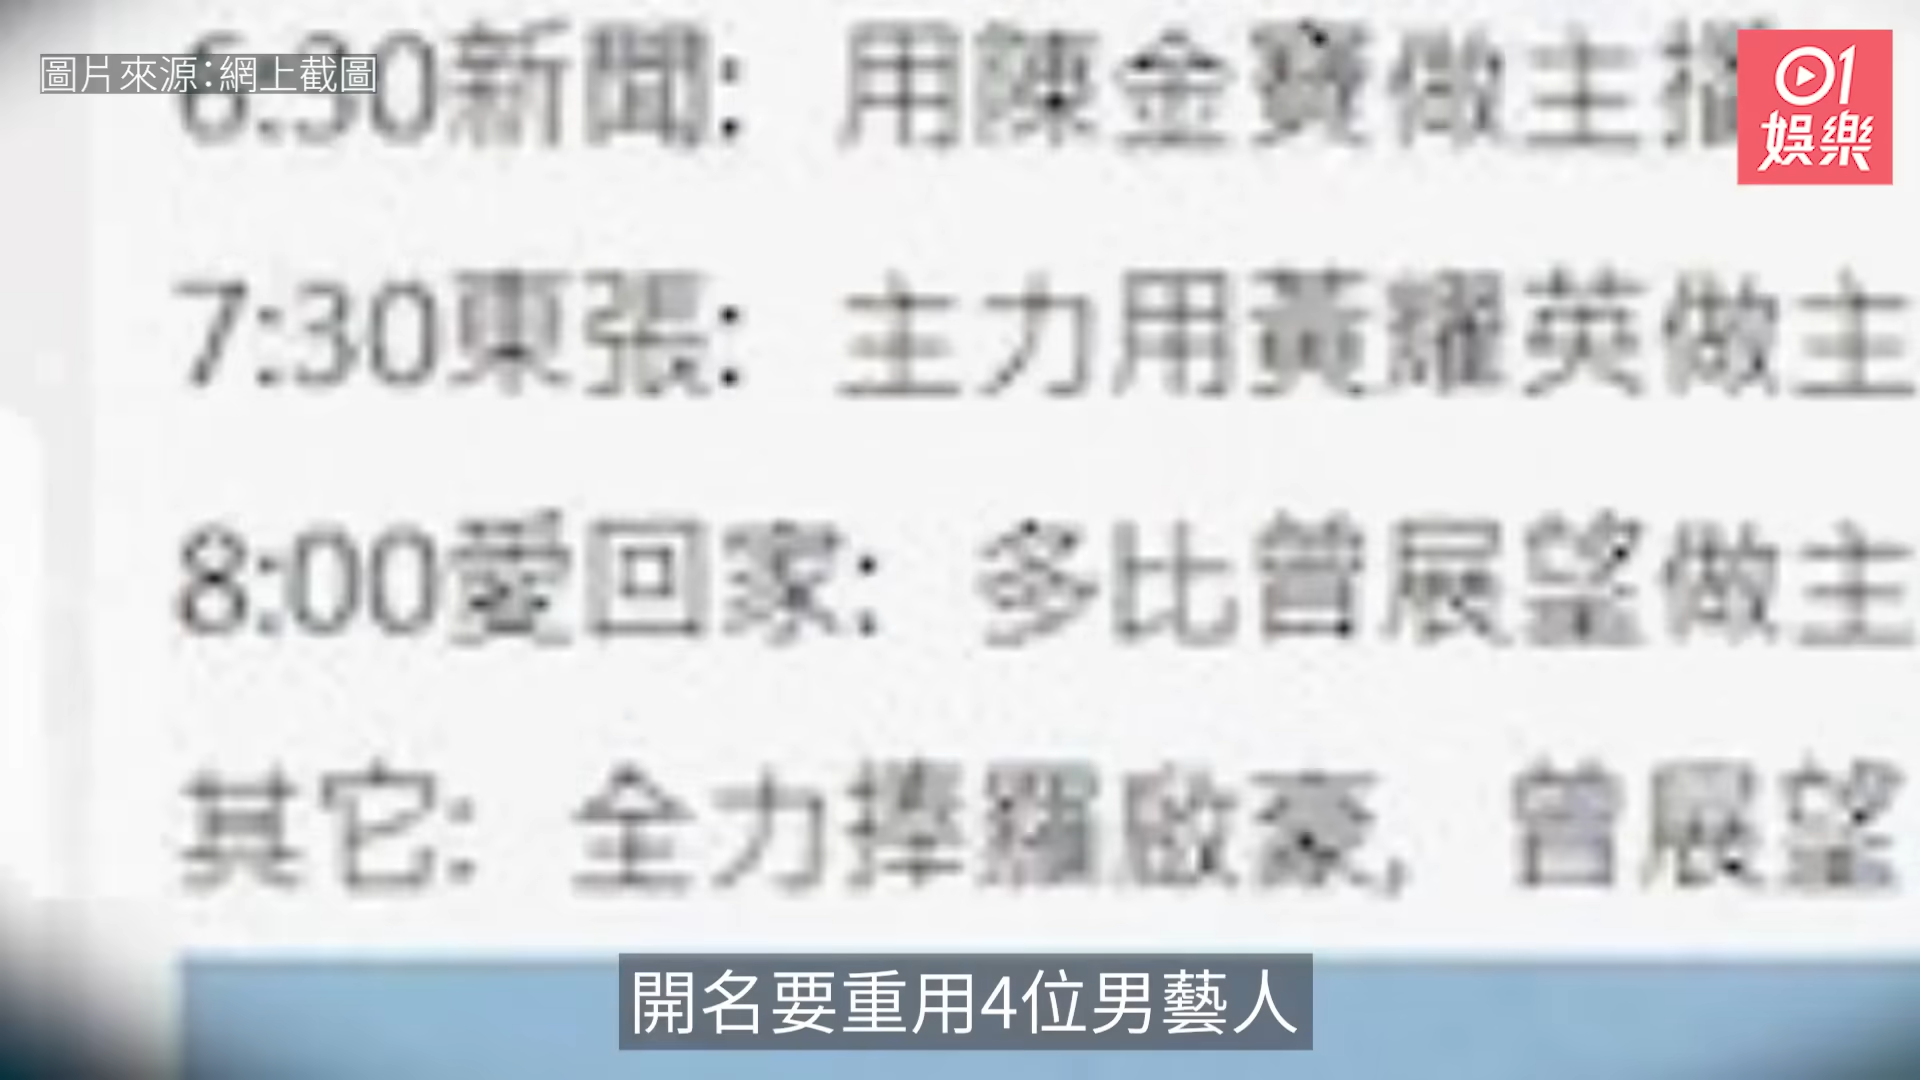 圖片來源：網上截圖
01
娛樂
6:30新聞: 用陳金寶做主播
7:30東張: 主力用黃耀英做主
8:00愛回家: 多比曾展望做主
其它: 全力捧羅啟豪, 曾展望
開名要重用4位男藝人